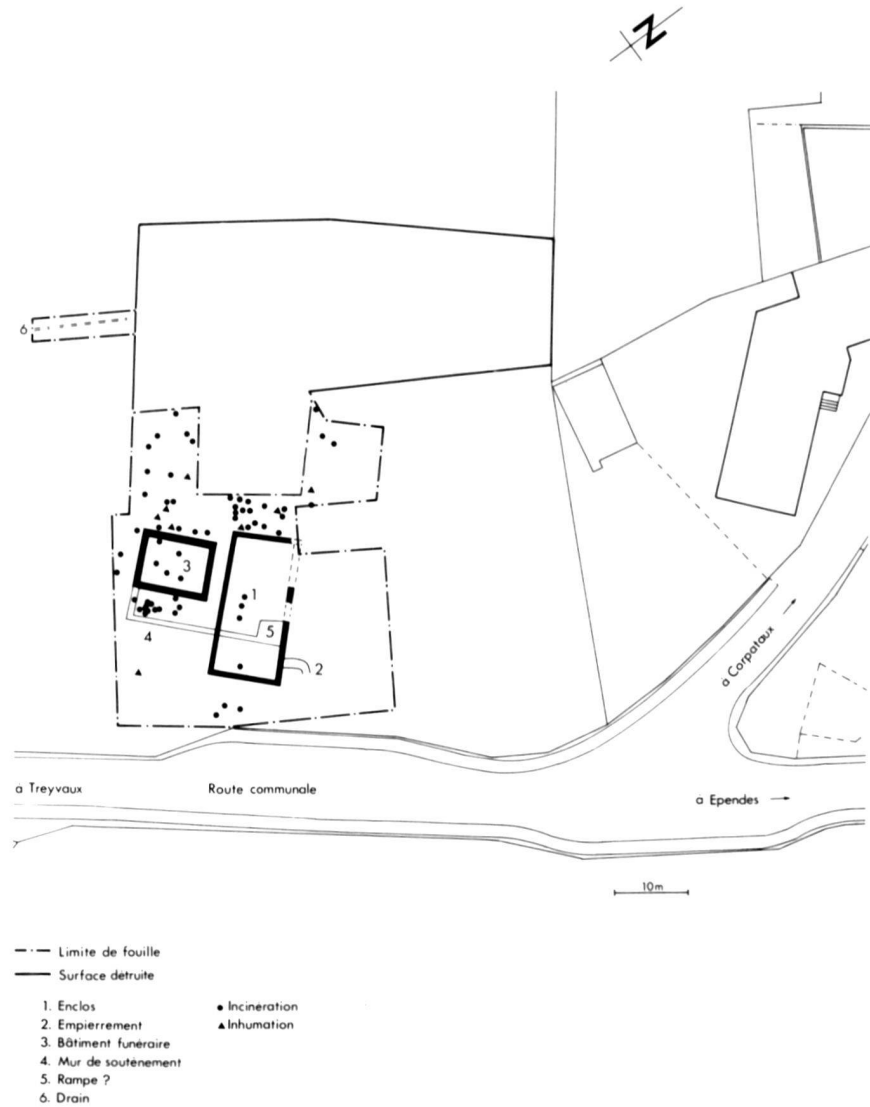 N
6
3
1
4
5
2
à Corpataux
à Treyvaux
Route communale
à Ependes
10m
Limite de fouille
Surface détruite
1. Enclos
2. Empierrement
3. Bâtiment funéraire
4. Mur de soutènement
5. Rampe ?
6. Drain
Incinération
Inhumation